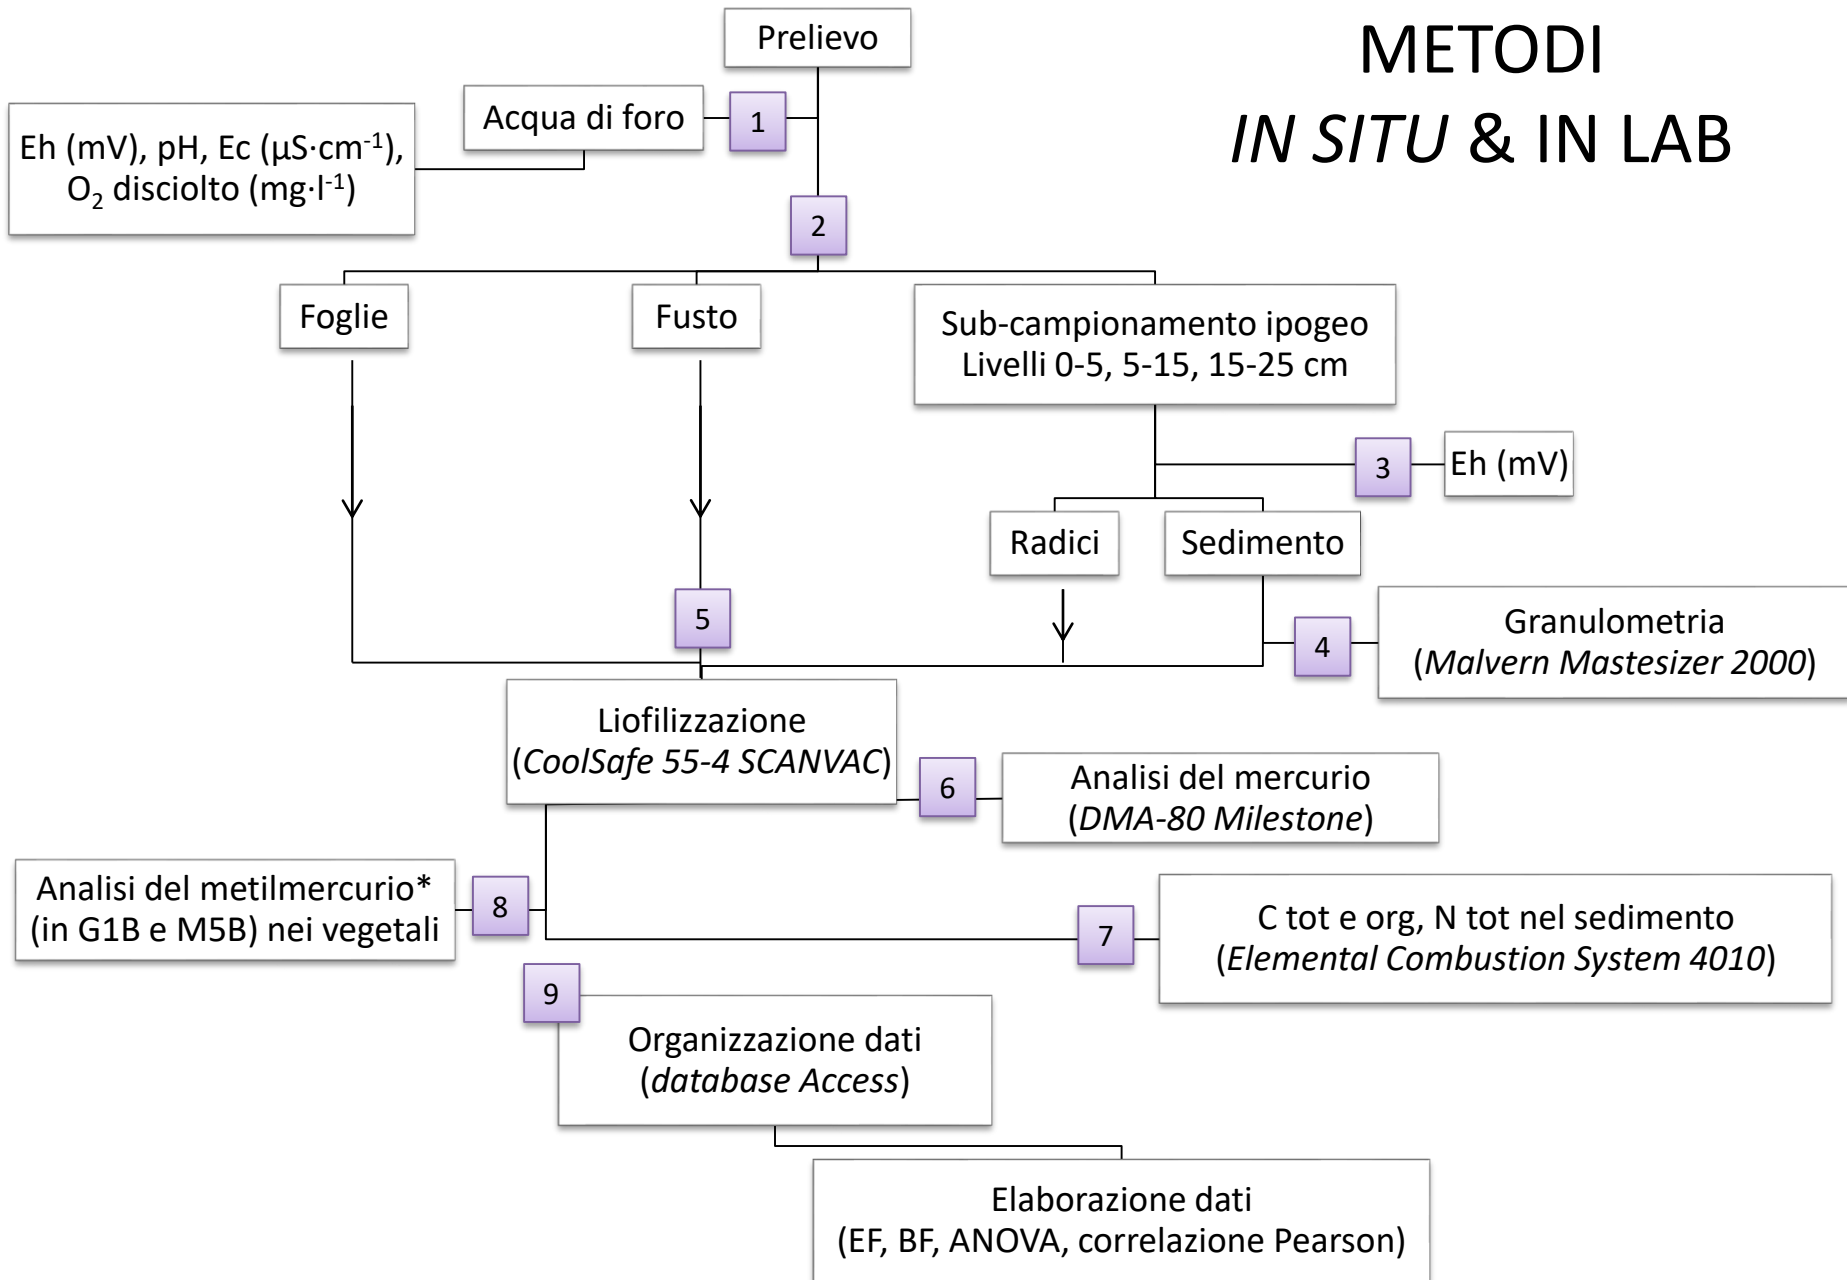 METODI
IN SITU & IN LAB
Prelievo
Acqua di foro
1
Eh (mV), pH, Ec (µS·cm⁻¹),
O₂ disciolto (mg·l⁻¹)
2
Foglie
Fusto
Sub-campionamento ipogeo
Livelli 0-5, 5-15, 15-25 cm
3
Eh (mV)
Radici
Sedimento
5
4
Granulometria
(Malvern Mastesizer 2000)
Liofilizzazione
(CoolSafe 55-4 SCANVAC)
6
Analisi del mercurio
(DMA-80 Milestone)
Analisi del metilmercurio*
(in G1B e M5B) nei vegetali
8
7
C tot e org, N tot nel sedimento
(Elemental Combustion System 4010)
9
Organizzazione dati
(database Access)
Elaborazione dati
(EF, BF, ANOVA, correlazione Pearson)